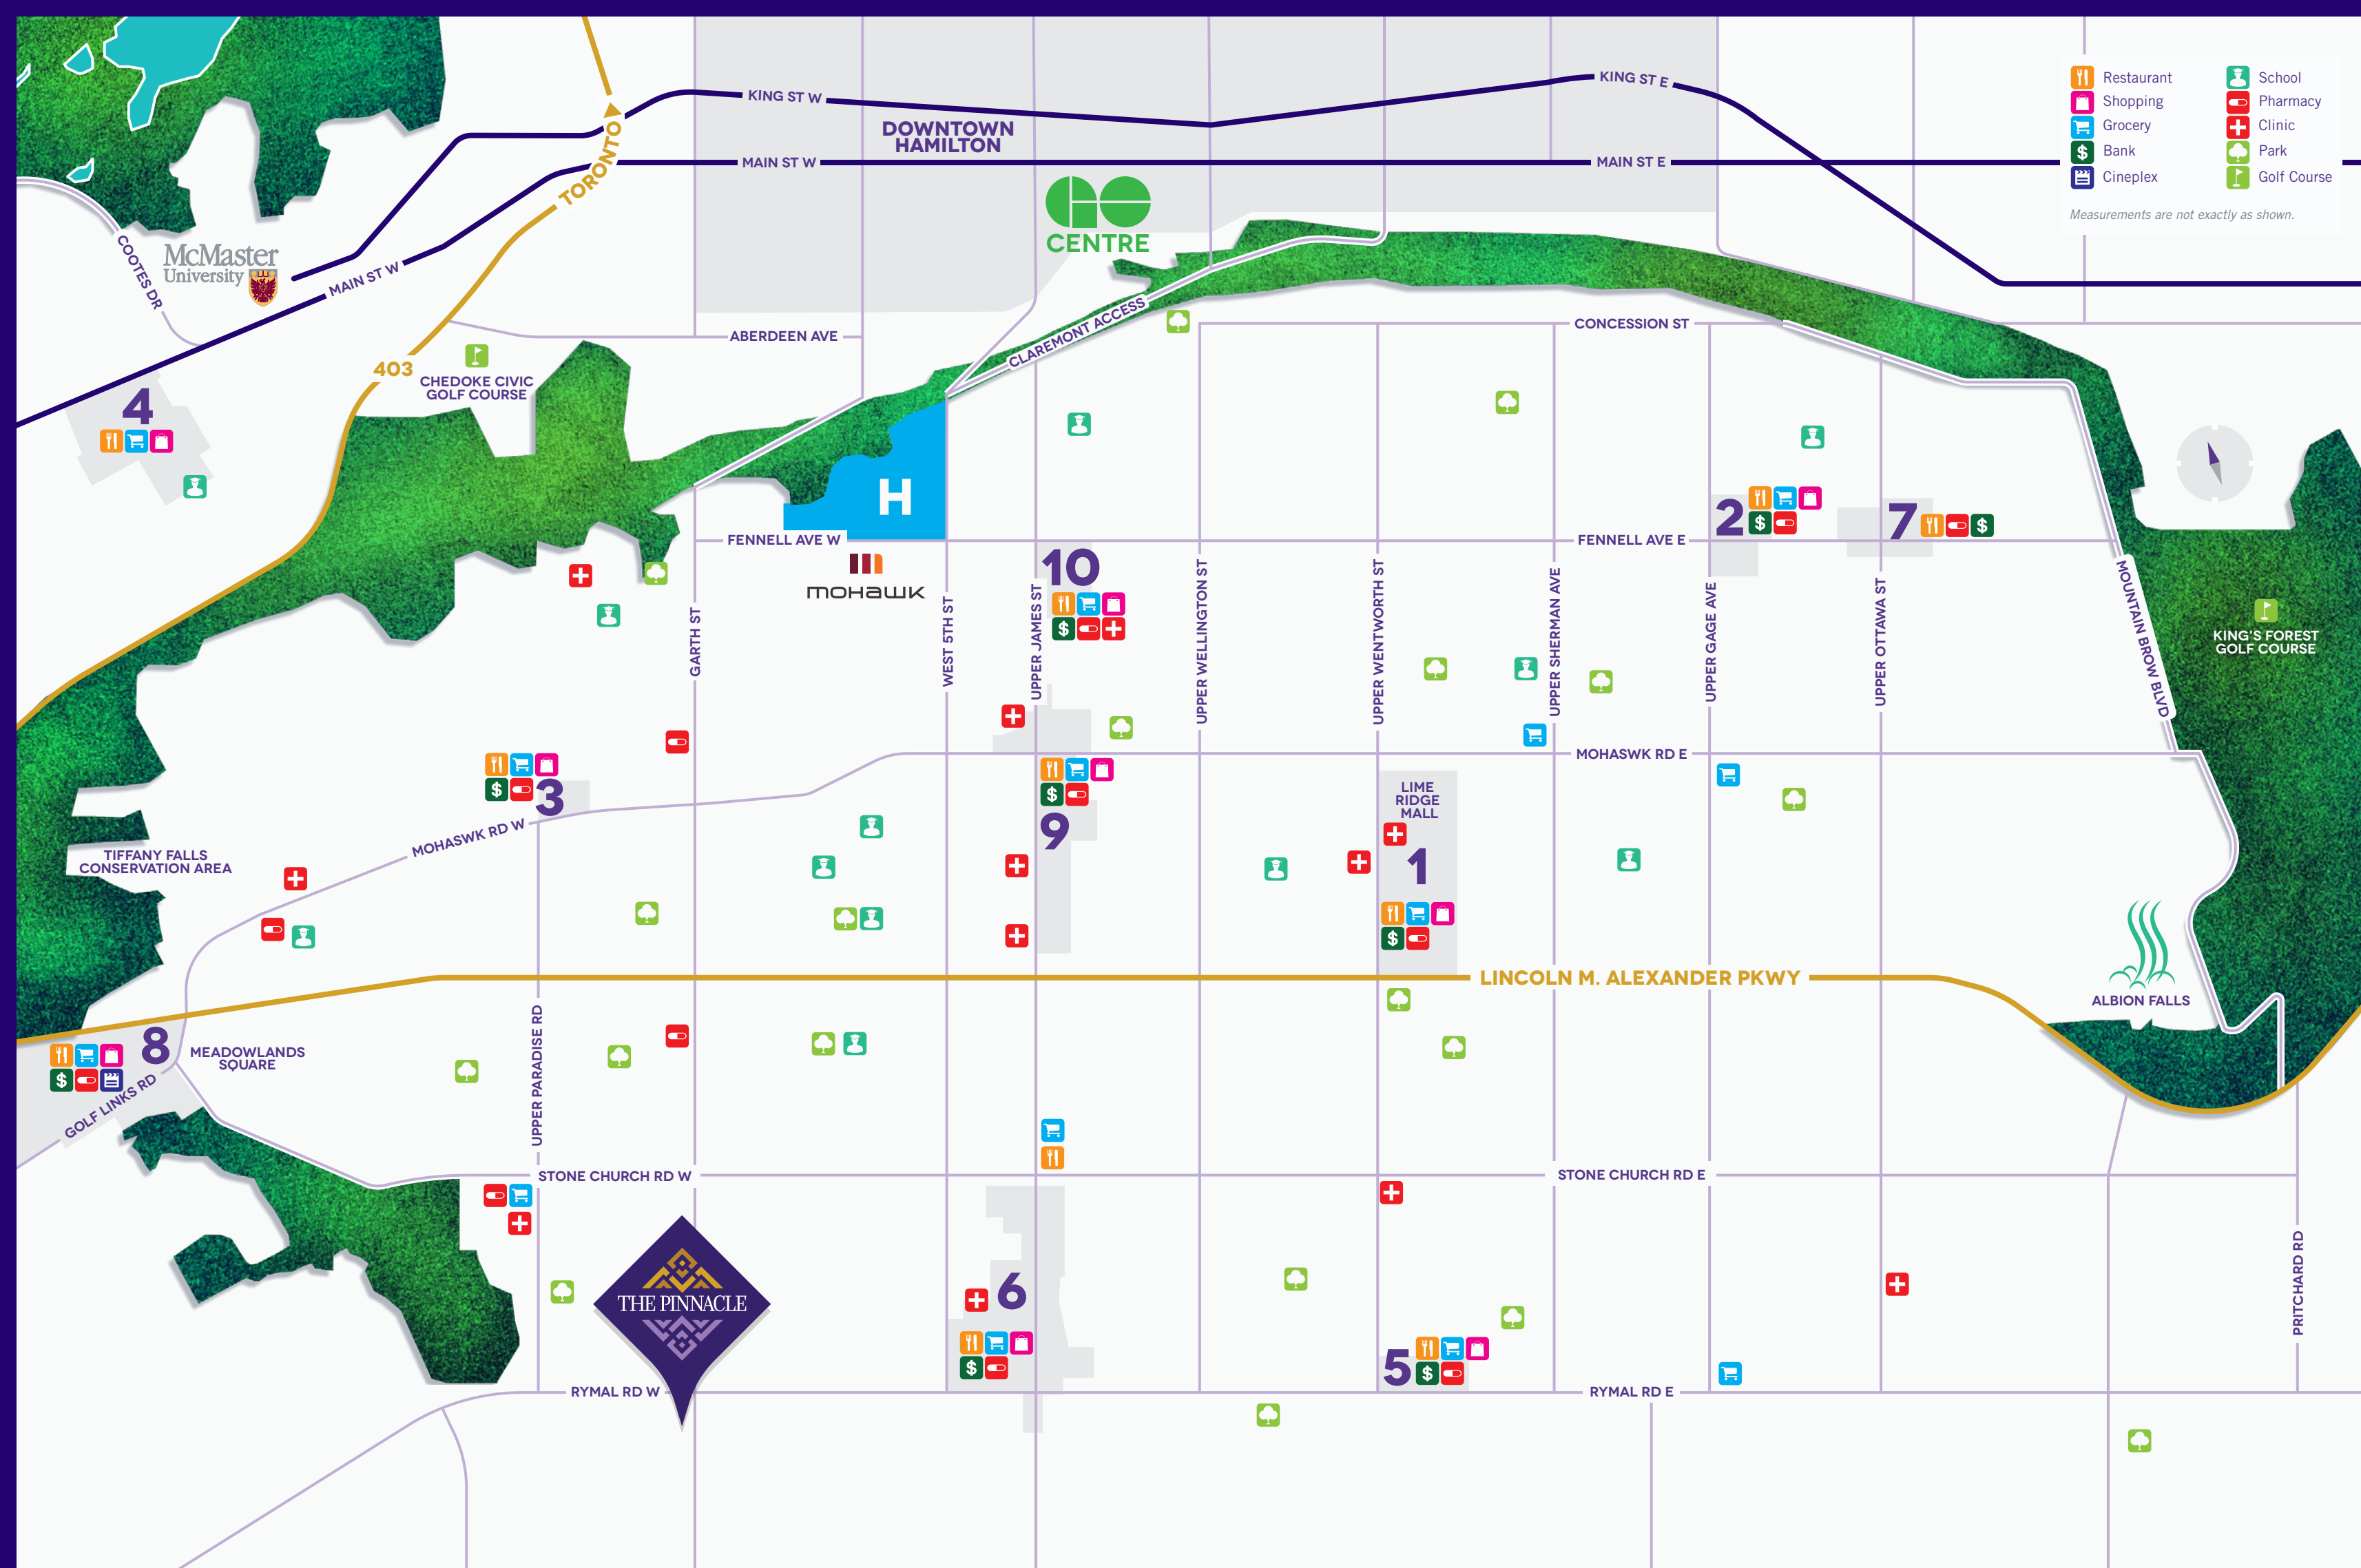 KING ST W
KING ST E
DOWNTOWN
HAMILTON
TORONTO
MAIN ST W
MAIN ST E
Restaurant
Shopping
Grocery
Bank
Cineplex
School
Pharmacy
Clinic
Park
Golf Course
Measurements are not exactly as shown.
GO
CENTRE
COOTES DR
McMaster
University
MAIN ST W
CLAREMONT ACCESS
ABERDEEN AVE
CONCESSION ST
403
CHEDOKE CIVIC
GOLF COURSE
4
H
2
7
FENNELL AVE W
FENNELL AVE E
mohawk
10
GARTH ST
WEST 5TH ST
UPPER JAMES ST
UPPER WELLINGTON ST
UPPER WENTWORTH ST
UPPER SHERMAN AVE
UPPER GAGE AVE
UPPER OTTAWA ST
MOUNTAIN BROW BLVD
KING'S FOREST
GOLF COURSE
MOHASWK RD E
3
9
LIME
RIDGE
MALL
1
MOHASWK RD W
TIFFANY FALLS
CONSERVATION AREA
LINCOLN M. ALEXANDER PKWY
ALBION FALLS
8
MEADOWLANDS
SQUARE
GOLF LINKS RD
UPPER PARADISE RD
STONE CHURCH RD W
STONE CHURCH RD E
THE PINNACLE
6
5
PRITCHARD RD
RYMAL RD W
RYMAL RD E